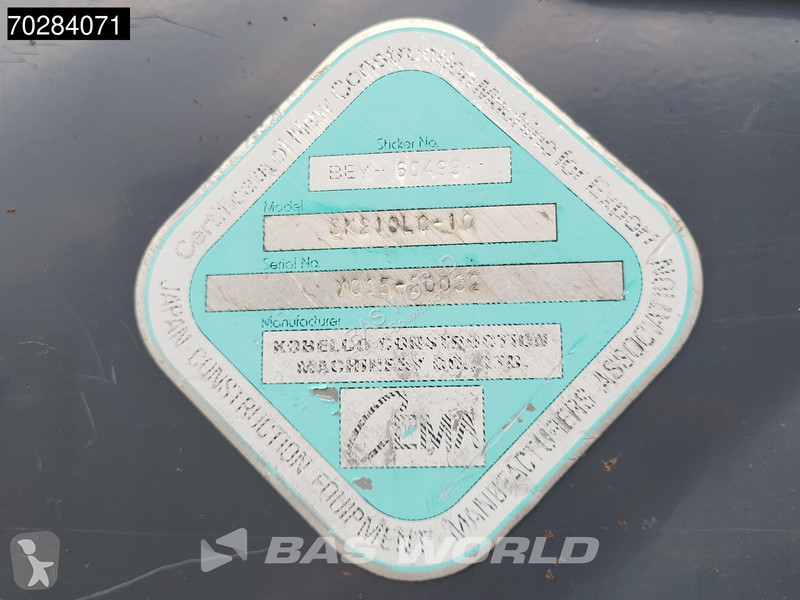 70284071
Certificate of New Construction Machine for Export
Sticker No.
Model
SK210LC-10
Serial No.
Manufacturer
KOBELCO CONSTRUCTION
MACHINERY CO., LTD.
CEMA
JAPAN CONSTRUCTION EQUIPMENT MANUFACTURERS ASSOCIATION
BAS WORLD